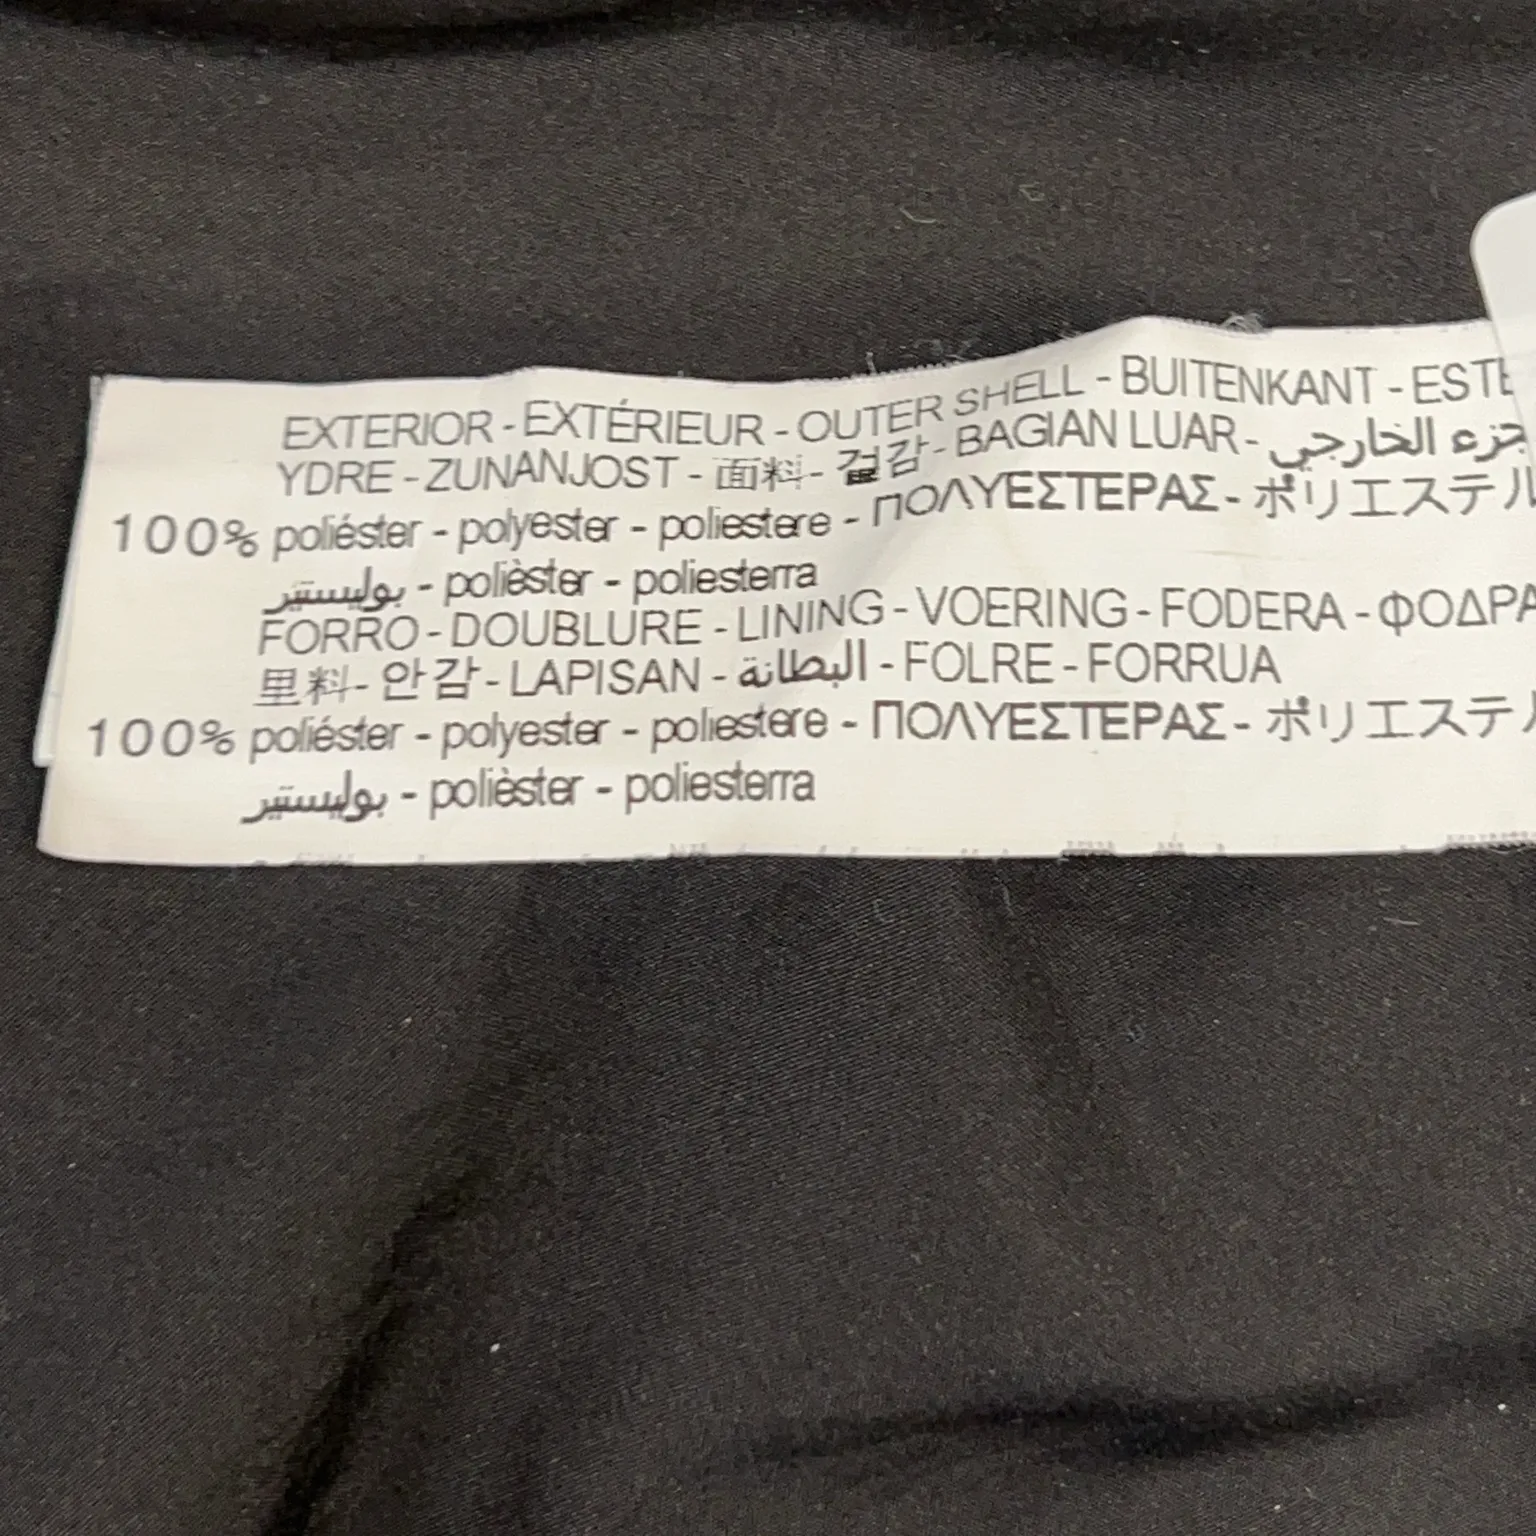 EXTERIOR - EXTÉRIEUR - OUTER SHELL - BUITENKANT - ESTE
YDRE - ZUNANJOST - 面料 - 겉감 - BAGIAN LUAR - جزء الخارجي
100% poliéster - polyester - poliestere - ΠΟΛΥΕΣΤΕΡΑΣ - ポリエステル
بوليستير - polièster - poliesterra
FORRO - DOUBLURE - LINING - VOERING - FODERA - ΦΟΔΡΑ
里料 - 안감 - LAPISAN - البطانة - FOLRE - FORRUA
100% poliéster - polyester - poliestere - ΠΟΛΥΕΣΤΕΡΑΣ - ポリエステ
بوليستير - polièster - poliesterra